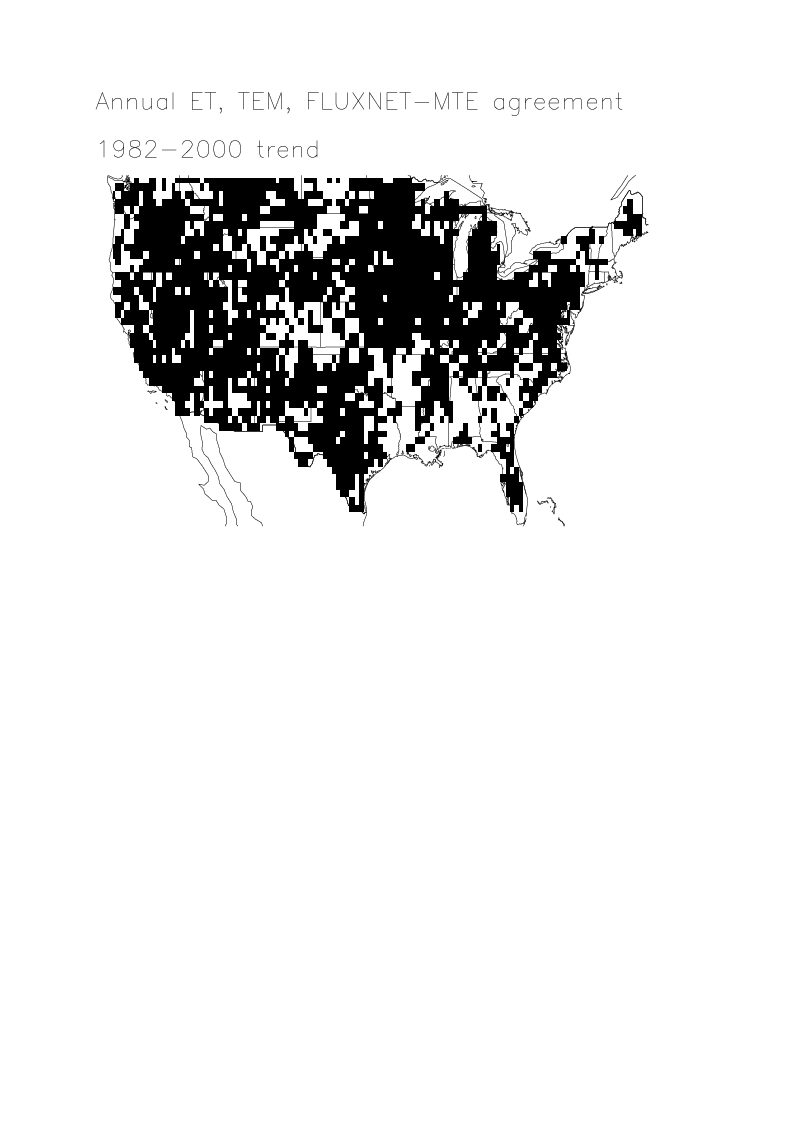 Annual ET, TEM, FLUXNET−MTE agreement
1982−2000 trend